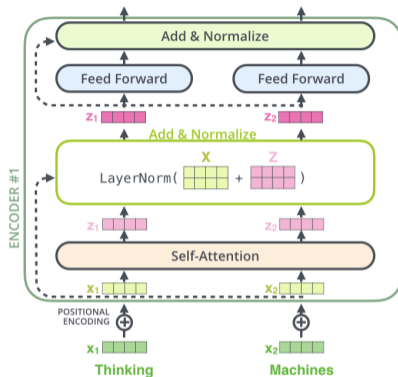 Add & Normalize
Feed Forward
Feed Forward
z1
z2
Add & Normalize
X
Z
LayerNorm( + )
z1
z2
Self-Attention
x1
x2
ENCODER #1
POSITIONAL
ENCODING
x1
x2
Thinking
Machines